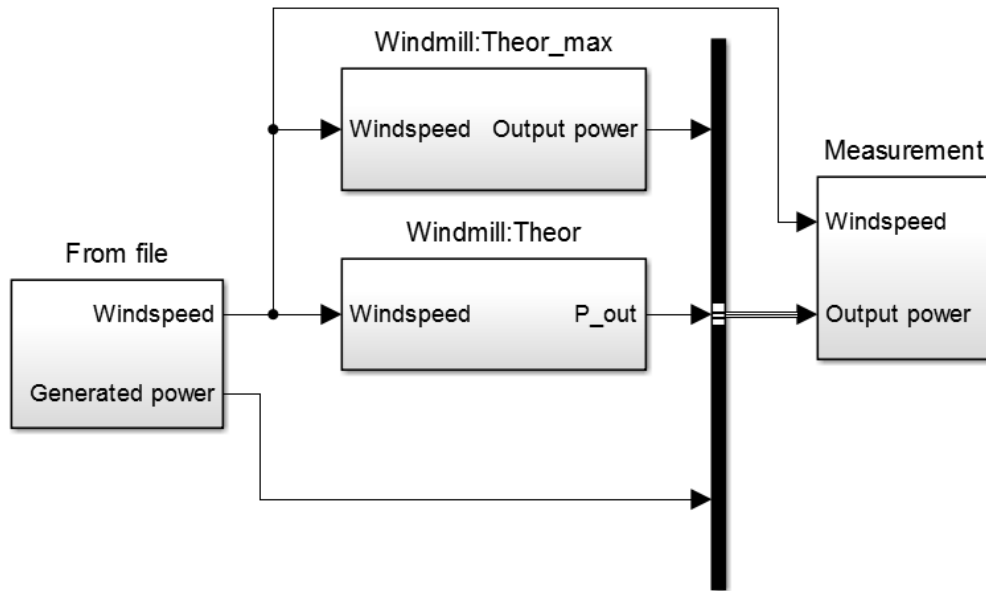 Windmill:Theor_max
Windspeed Output power
Measurement
Windspeed
Output power
Windmill:Theor
Windspeed P_out
From file
Windspeed
Generated power